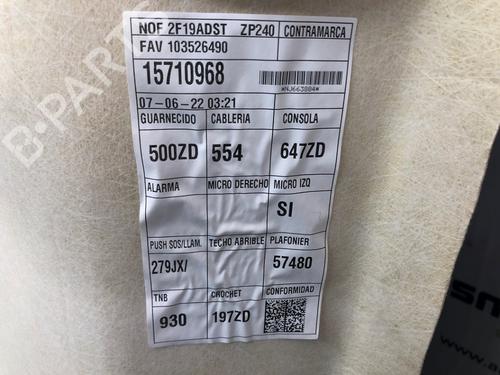 NOF 2F19ADST ZP240 CONTRAMARCA
FAV 103526490
15710968
*NJ663884*
07-06-22 03:21
GUARNECIDO CABLERIA CONSOLA
500ZD 554 647ZD
ALARMA MICRO DERECHO MICRO IZQ
SI
PUSH SOS/LLAM. TECHO ABRIBLE PLAFONIER
279JX/ 57480
TNB CROCHET CONFORMIDAD
930 197ZD
B-PARTS